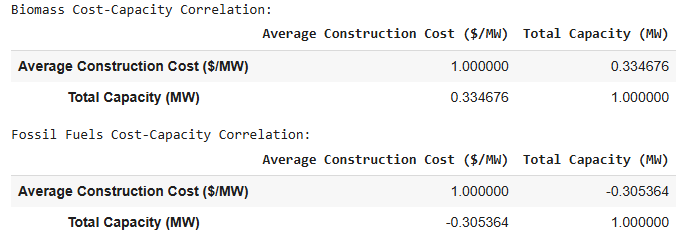 Biomass Cost-Capacity Correlation:
Average Construction Cost ($/MW) Total Capacity (MW)
Average Construction Cost ($/MW) 1.000000 0.334676
Total Capacity (MW) 0.334676 1.000000
Fossil Fuels Cost-Capacity Correlation:
Average Construction Cost ($/MW) Total Capacity (MW)
Average Construction Cost ($/MW) 1.000000 -0.305364
Total Capacity (MW) -0.305364 1.000000